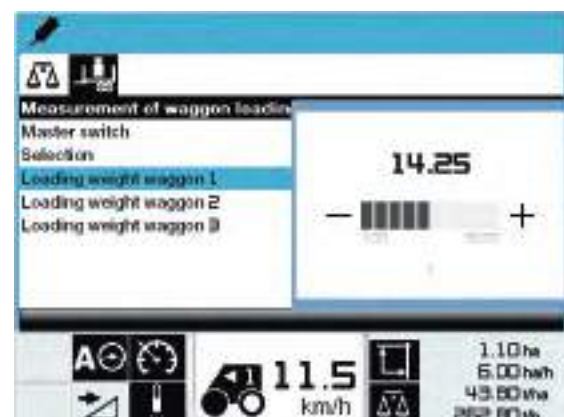 Measurement of waggon loadin
Master switch
Selection
Loading weight waggon 1
Loading weight waggon 2
Loading weight waggon 3
14.25
− +
A
1
11.5
km/h
1.10 ha
6.00 ha/h
43.80 t/ha